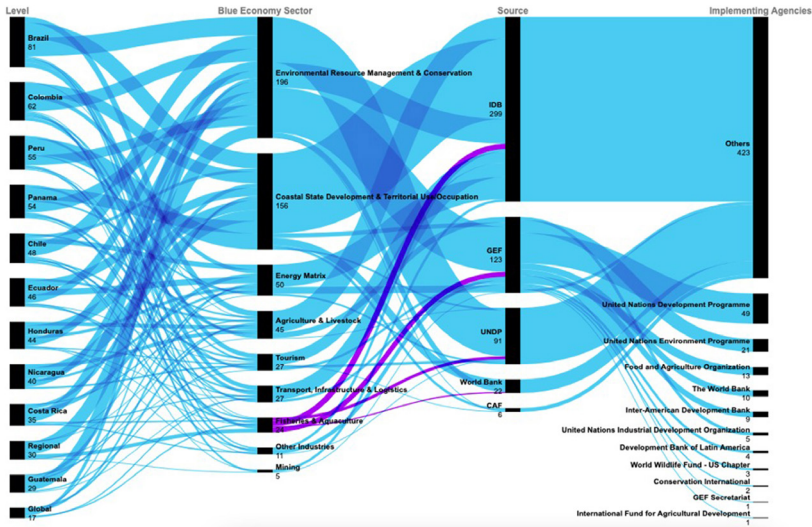 Level
Blue Economy Sector
Source
Implementing Agencies
Brazil
81
Colombia
62
Peru
55
Panama
54
Chile
48
Ecuador
46
Honduras
44
Nicaragua
40
Costa Rica
35
Regional
30
Guatemala
29
Global
17
Environmental Resource Management & Conservation
196
Coastal State Development & Territorial Use/Occupation
156
Energy Matrix
50
Agriculture & Livestock
45
Tourism
27
Transport, Infrastructure & Logistics
27
Fisheries & Aquaculture
24
Other Industries
11
Mining
5
IDB
299
GEF
123
UNDP
91
World Bank
22
CAF
6
Others
423
United Nations Development Programme
49
United Nations Environment Programme
21
Food and Agriculture Organization
13
The World Bank
10
Inter-American Development Bank
9
United Nations Industrial Development Organization
5
Development Bank of Latin America
4
World Wildlife Fund - US Chapter
3
Conservation International
2
GEF Secretariat
1
International Fund for Agricultural Development
1